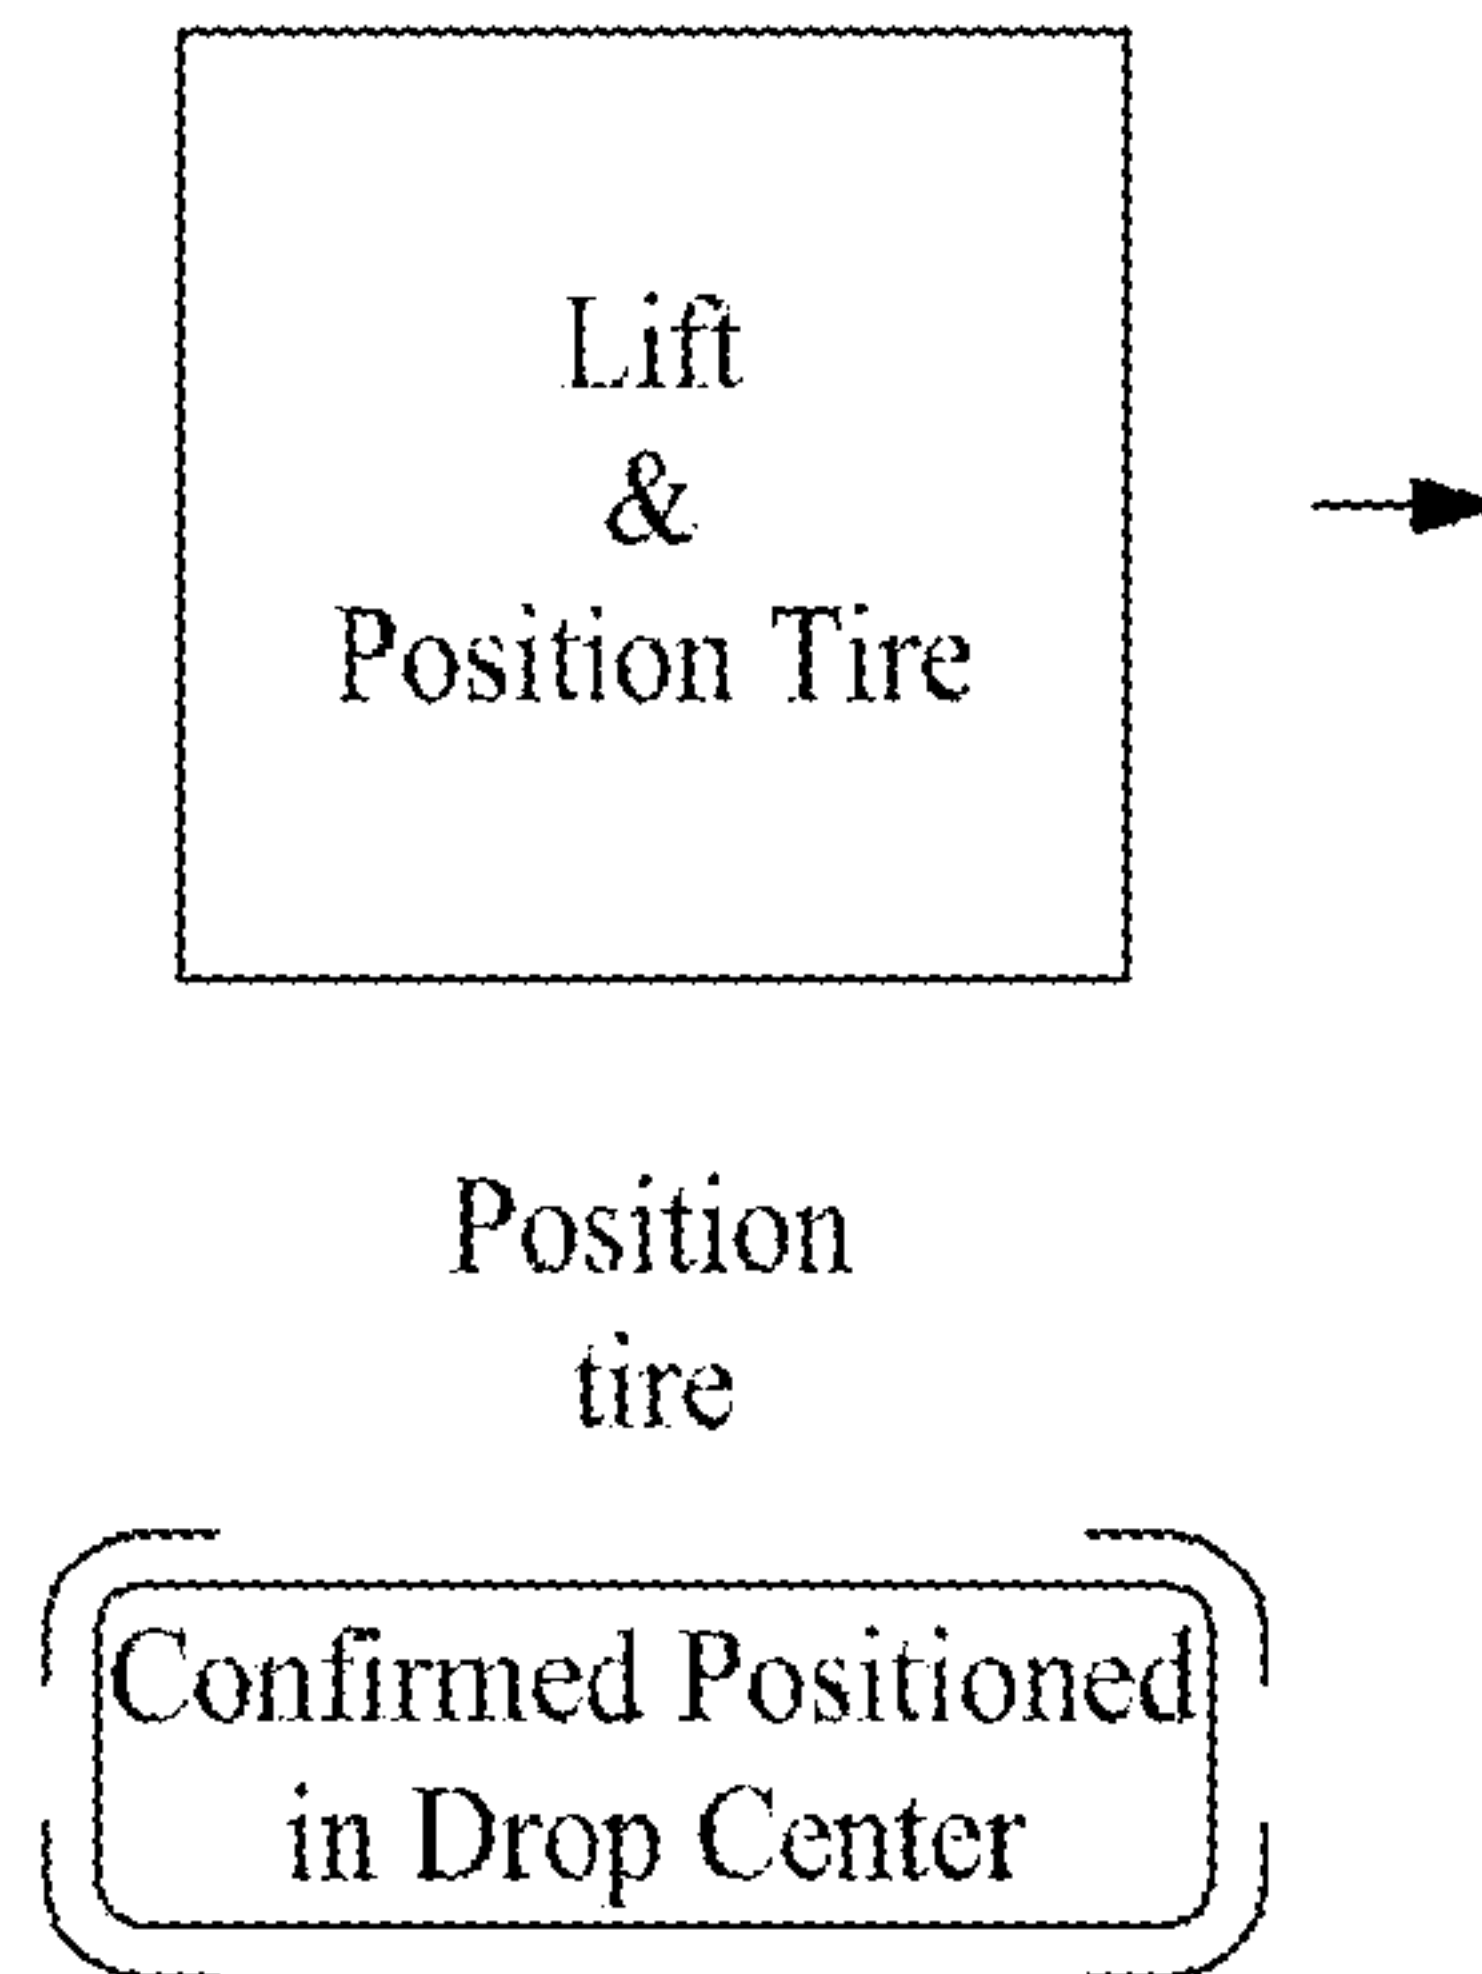 Lift
&
Position Tire
Position
tire
Confirmed Positioned
in Drop Center